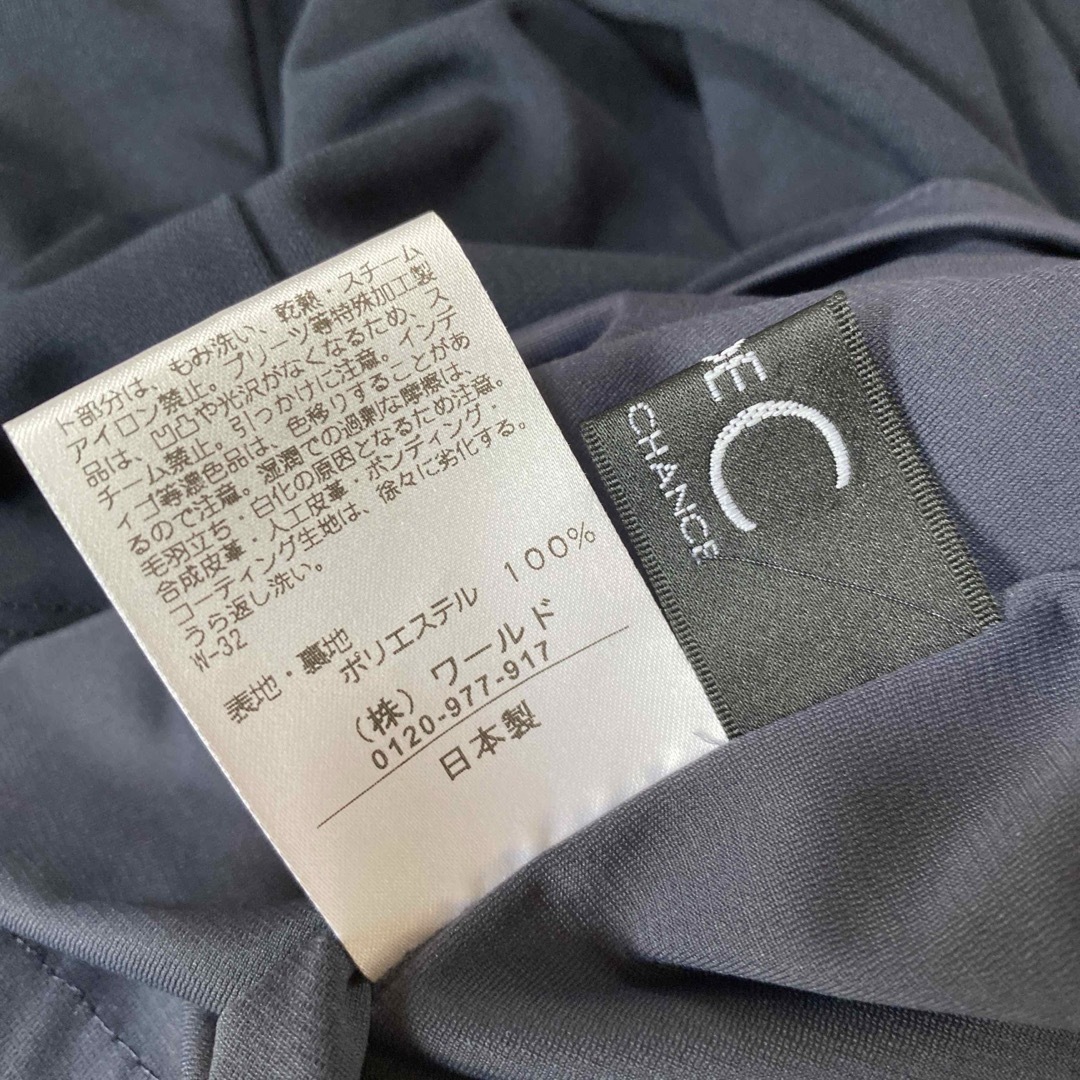 ト部分は、もみ洗い、乾熱・スチーム
アイロン禁止。プリーツ等特殊加工製
品は、凹凸や光沢がなくなるため、ス
チーム禁止。引っかけに注意。インデ
ィゴ等濃色品は、色移りすることがあ
るので注意。湿潤での過剰な摩擦は、
毛羽立ち・白化の原因となるため注意。
合成皮革・人工皮革・ボンディング・
コーティング生地は、徐々に劣化する。
うら返し洗い。
W-32
表地・裏地
ポリエステル 100%
(株) ワールド
0120-977-917
日本製
C
CHANCE